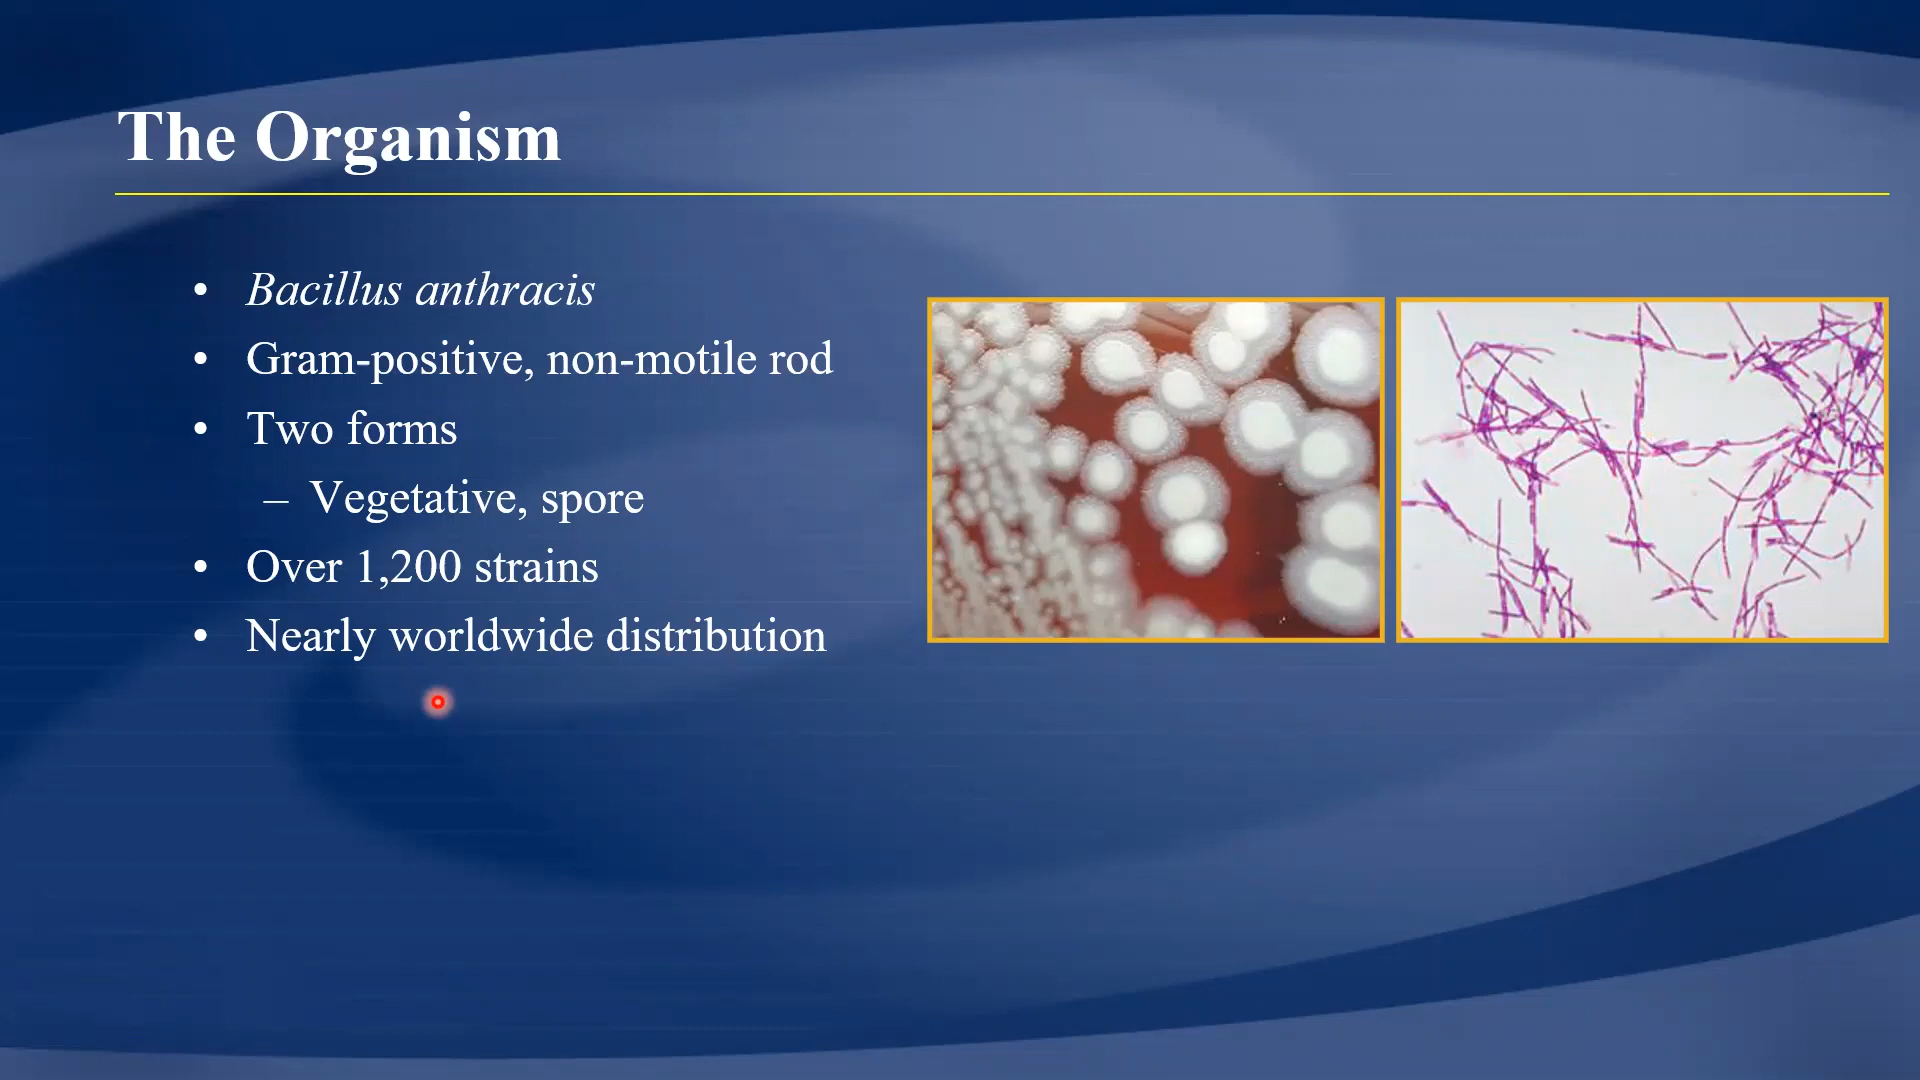 The Organism
• Bacillus anthracis
• Gram-positive, non-motile rod
• Two forms
– Vegetative, spore
• Over 1,200 strains
• Nearly worldwide distribution